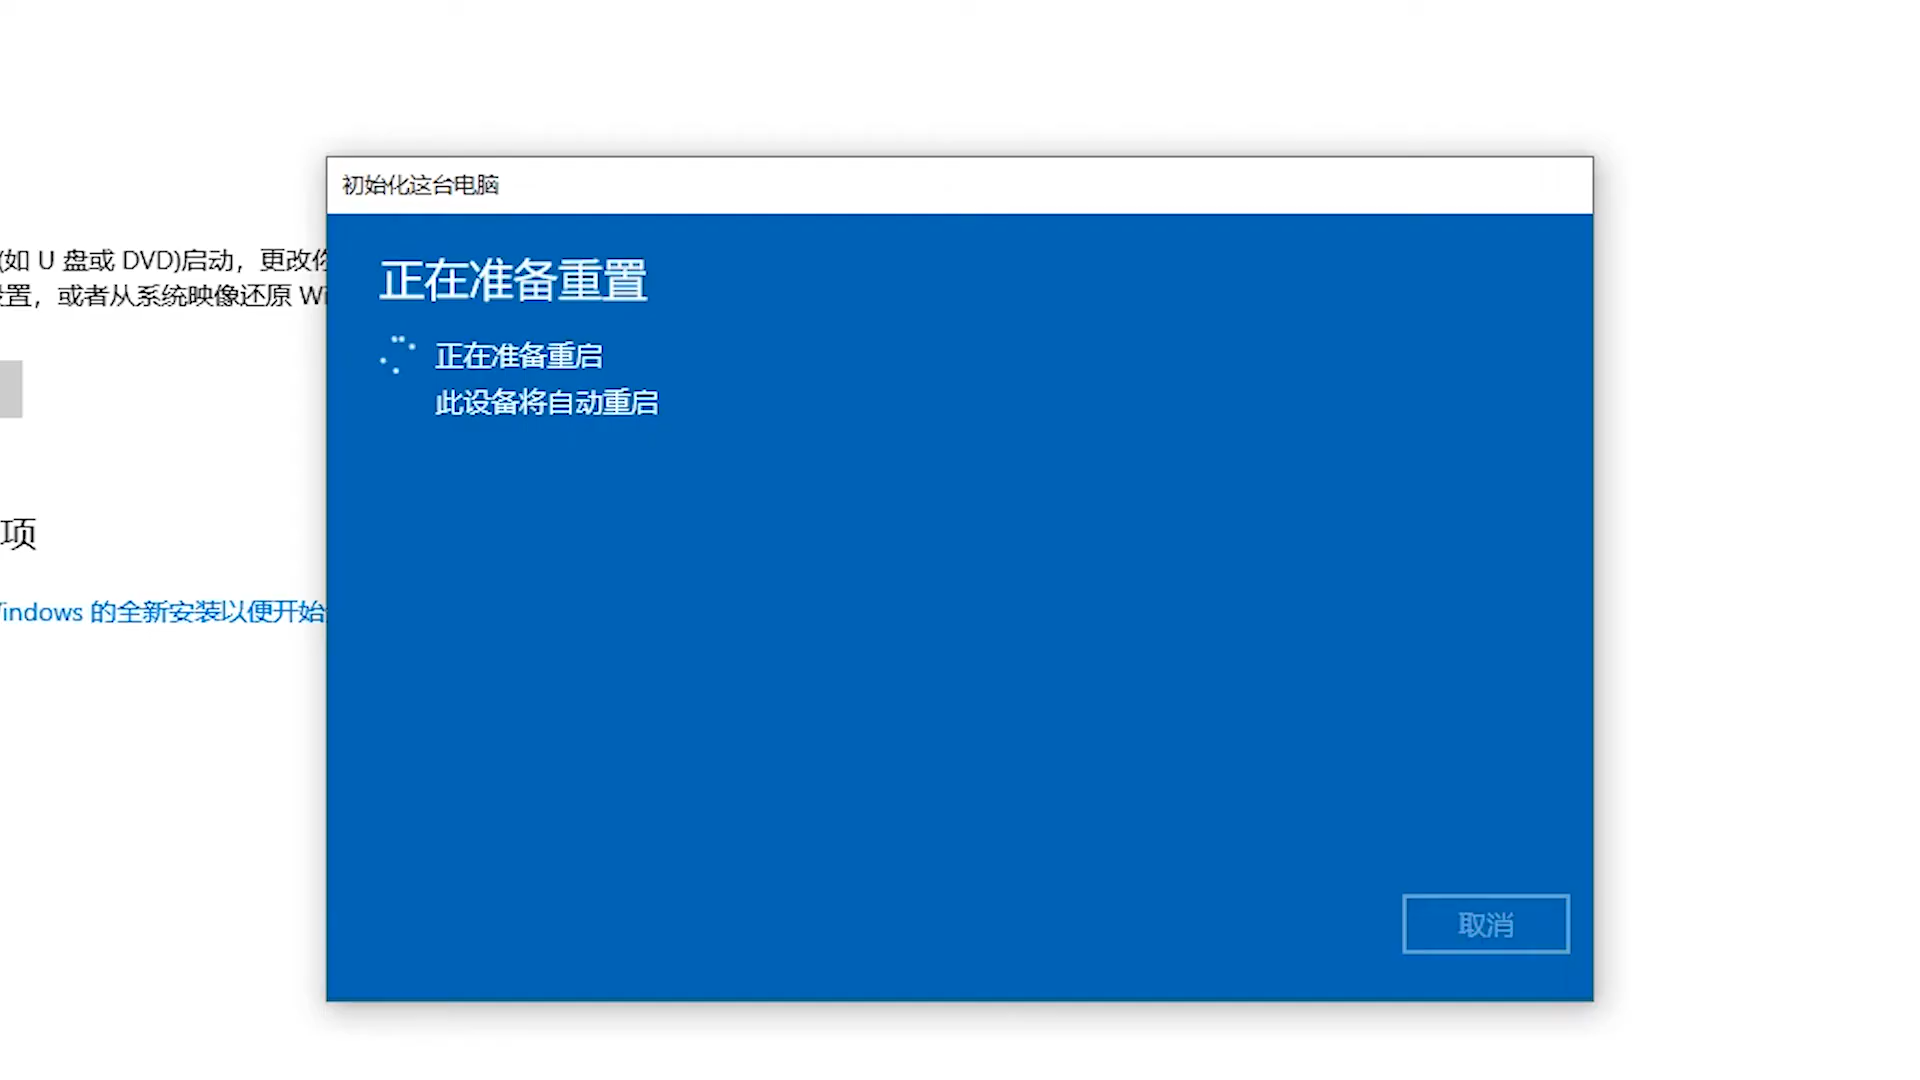 初始化这台电脑
(如 U 盘或 DVD)启动，更改
置，或者从系统映像还原 Wi
正在准备重置
正在准备重启
此设备将自动重启
项
indows 的全新安装以便开始
取消